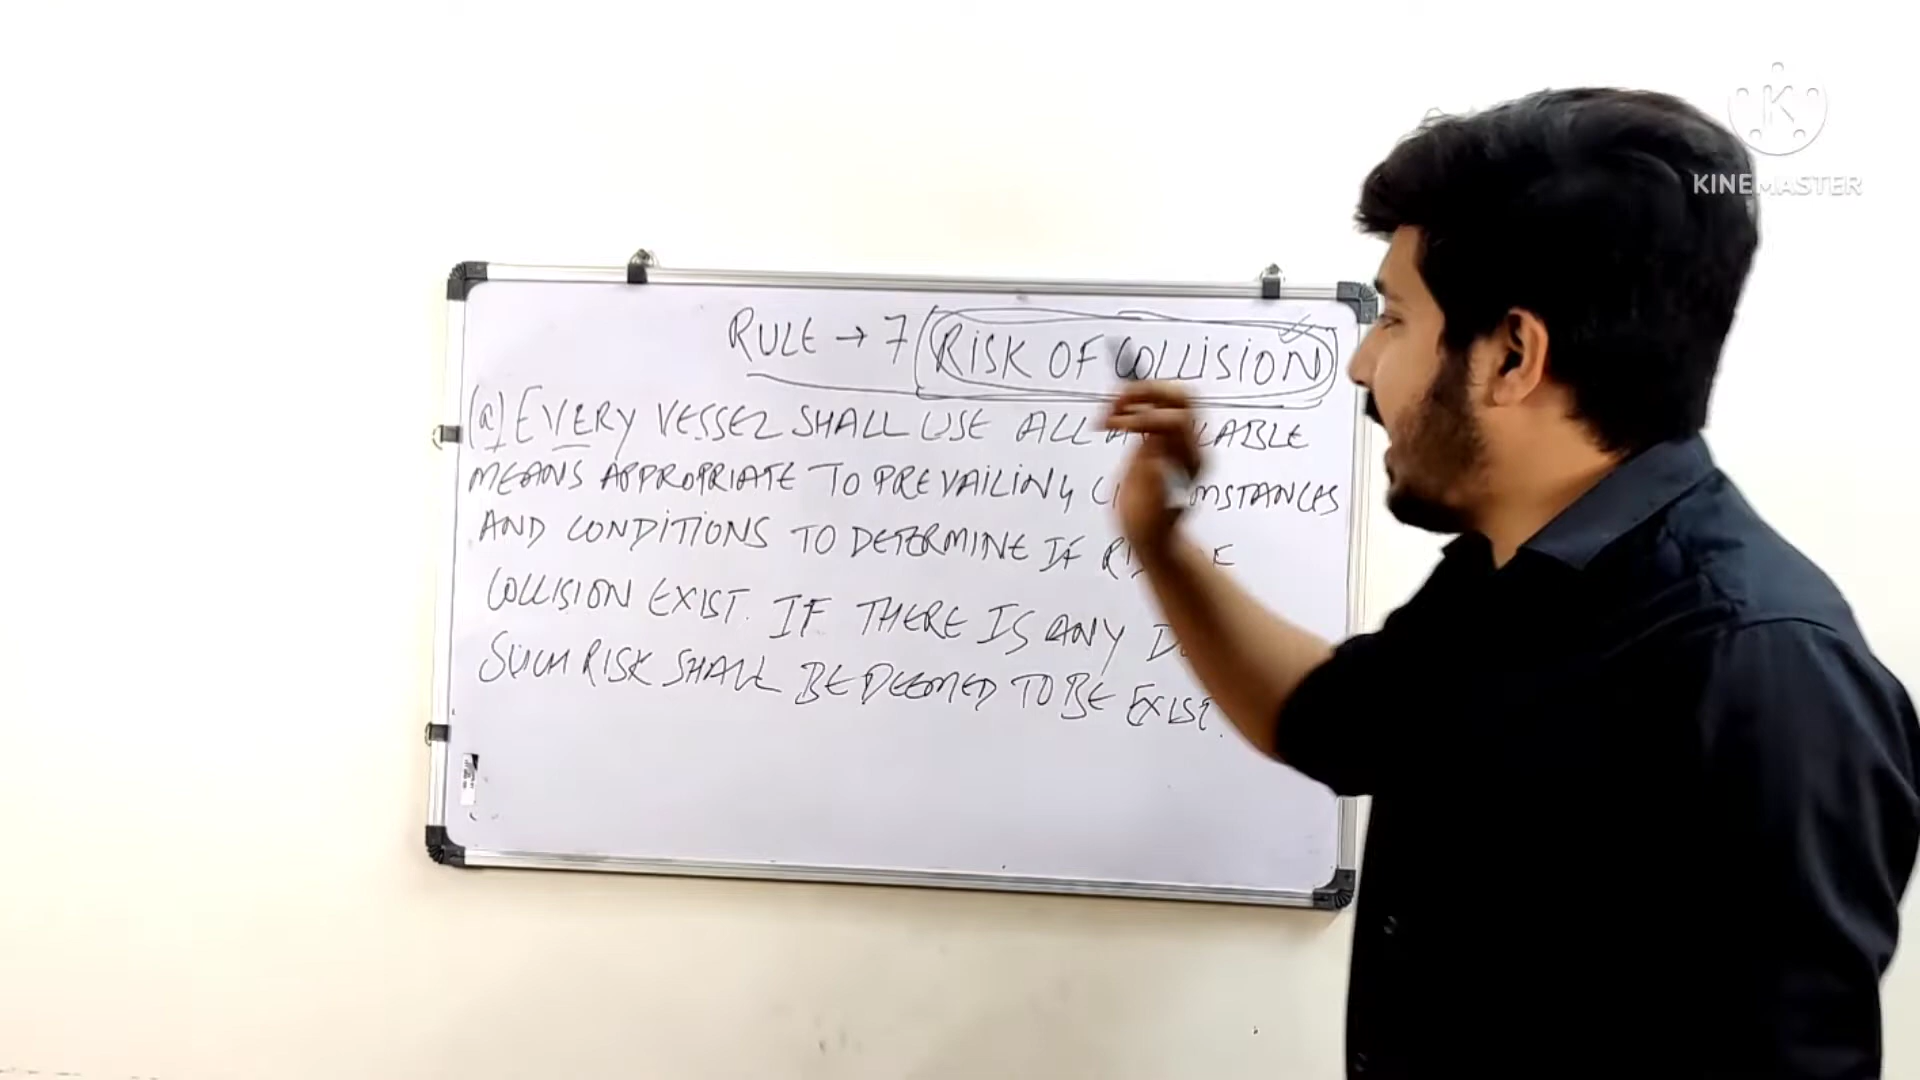 KINEMASTER
RULE → 7 RISK OF COLLISION
(a) EVERY VESSEL SHALL USE ALL
MEANS APPROPRIATE TO PREVAILING
AND CONDITIONS TO DETERMINE IF
COLLISION EXIST. IF THERE IS ANY
SUCH RISK SHALL BE DEEMED TO BE EXIST.